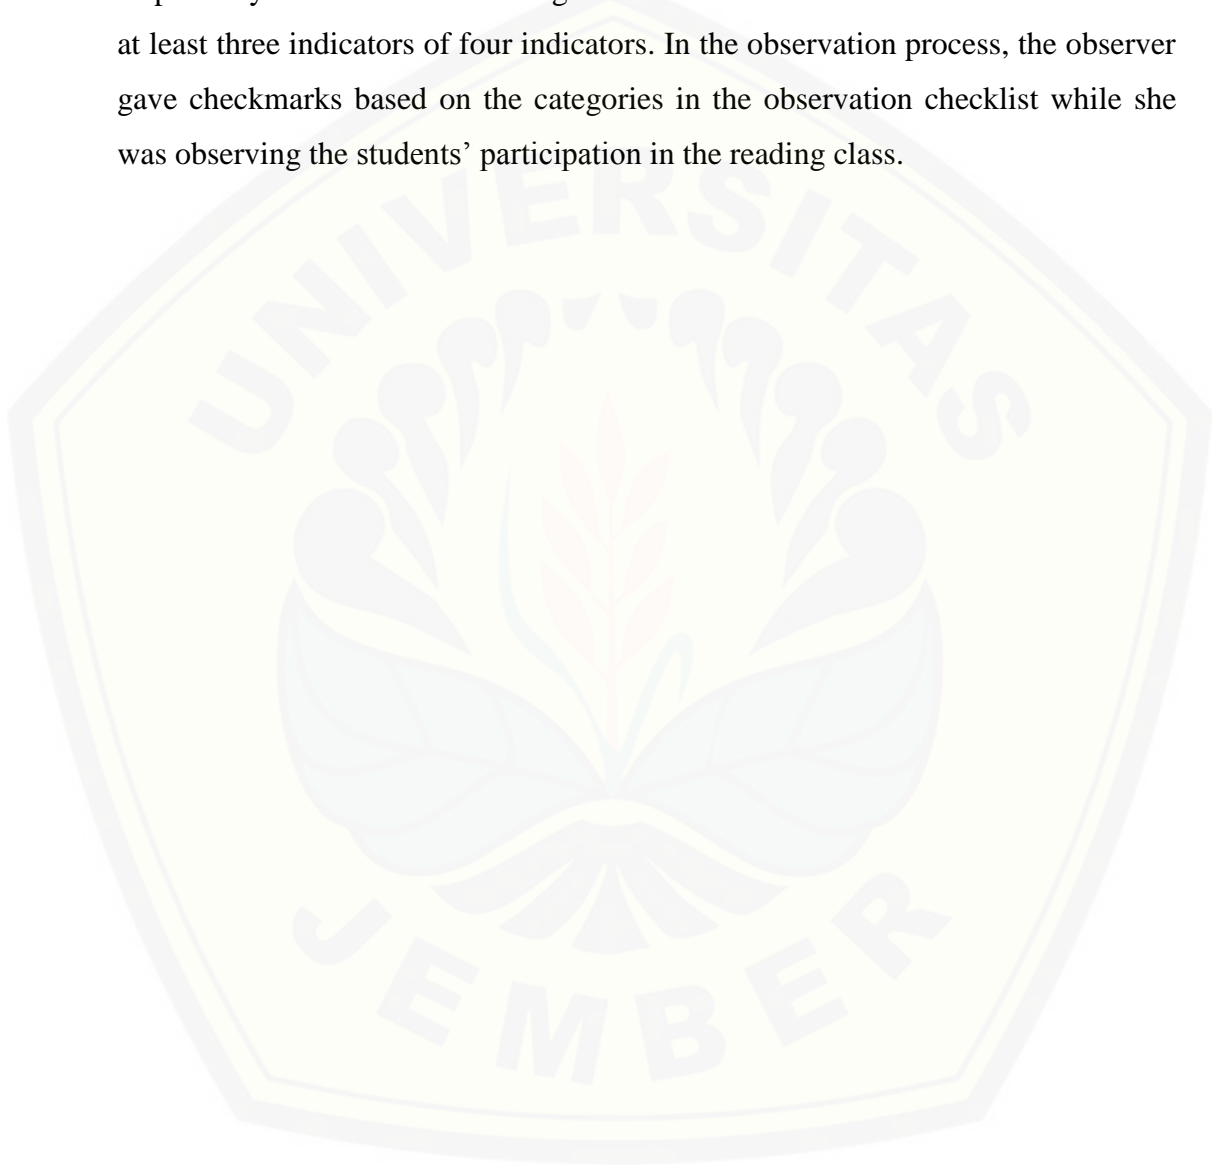 at least three indicators of four indicators. In the observation process, the observer
gave checkmarks based on the categories in the observation checklist while she
was observing the students’ participation in the reading class.
UNIVERSITAS
JEMBER